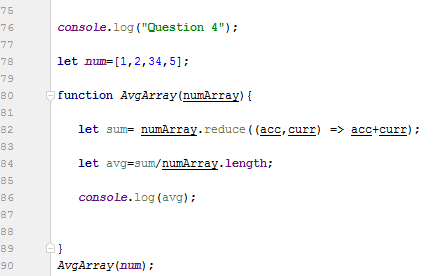 75
76 console.log("Question 4");
77
78 let num=[1,2,34,5];
79
80 function AvgArray(numArray){
81
82 let sum= numArray.reduce((acc,curr) => acc+curr);
83
84 let avg=sum/numArray.length;
85
86 console.log(avg);
87
88
89 }
90 AvgArray(num);